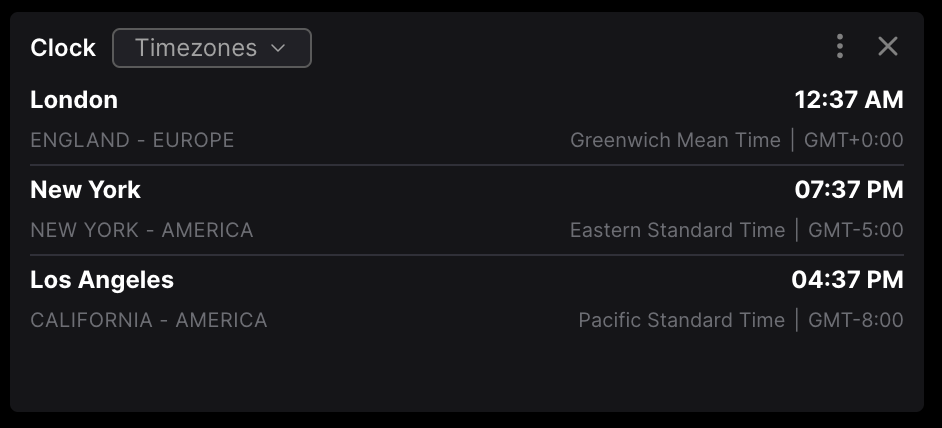 Clock Timezones
London 12:37 AM
ENGLAND - EUROPE Greenwich Mean Time | GMT+0:00
New York 07:37 PM
NEW YORK - AMERICA Eastern Standard Time | GMT-5:00
Los Angeles 04:37 PM
CALIFORNIA - AMERICA Pacific Standard Time | GMT-8:00